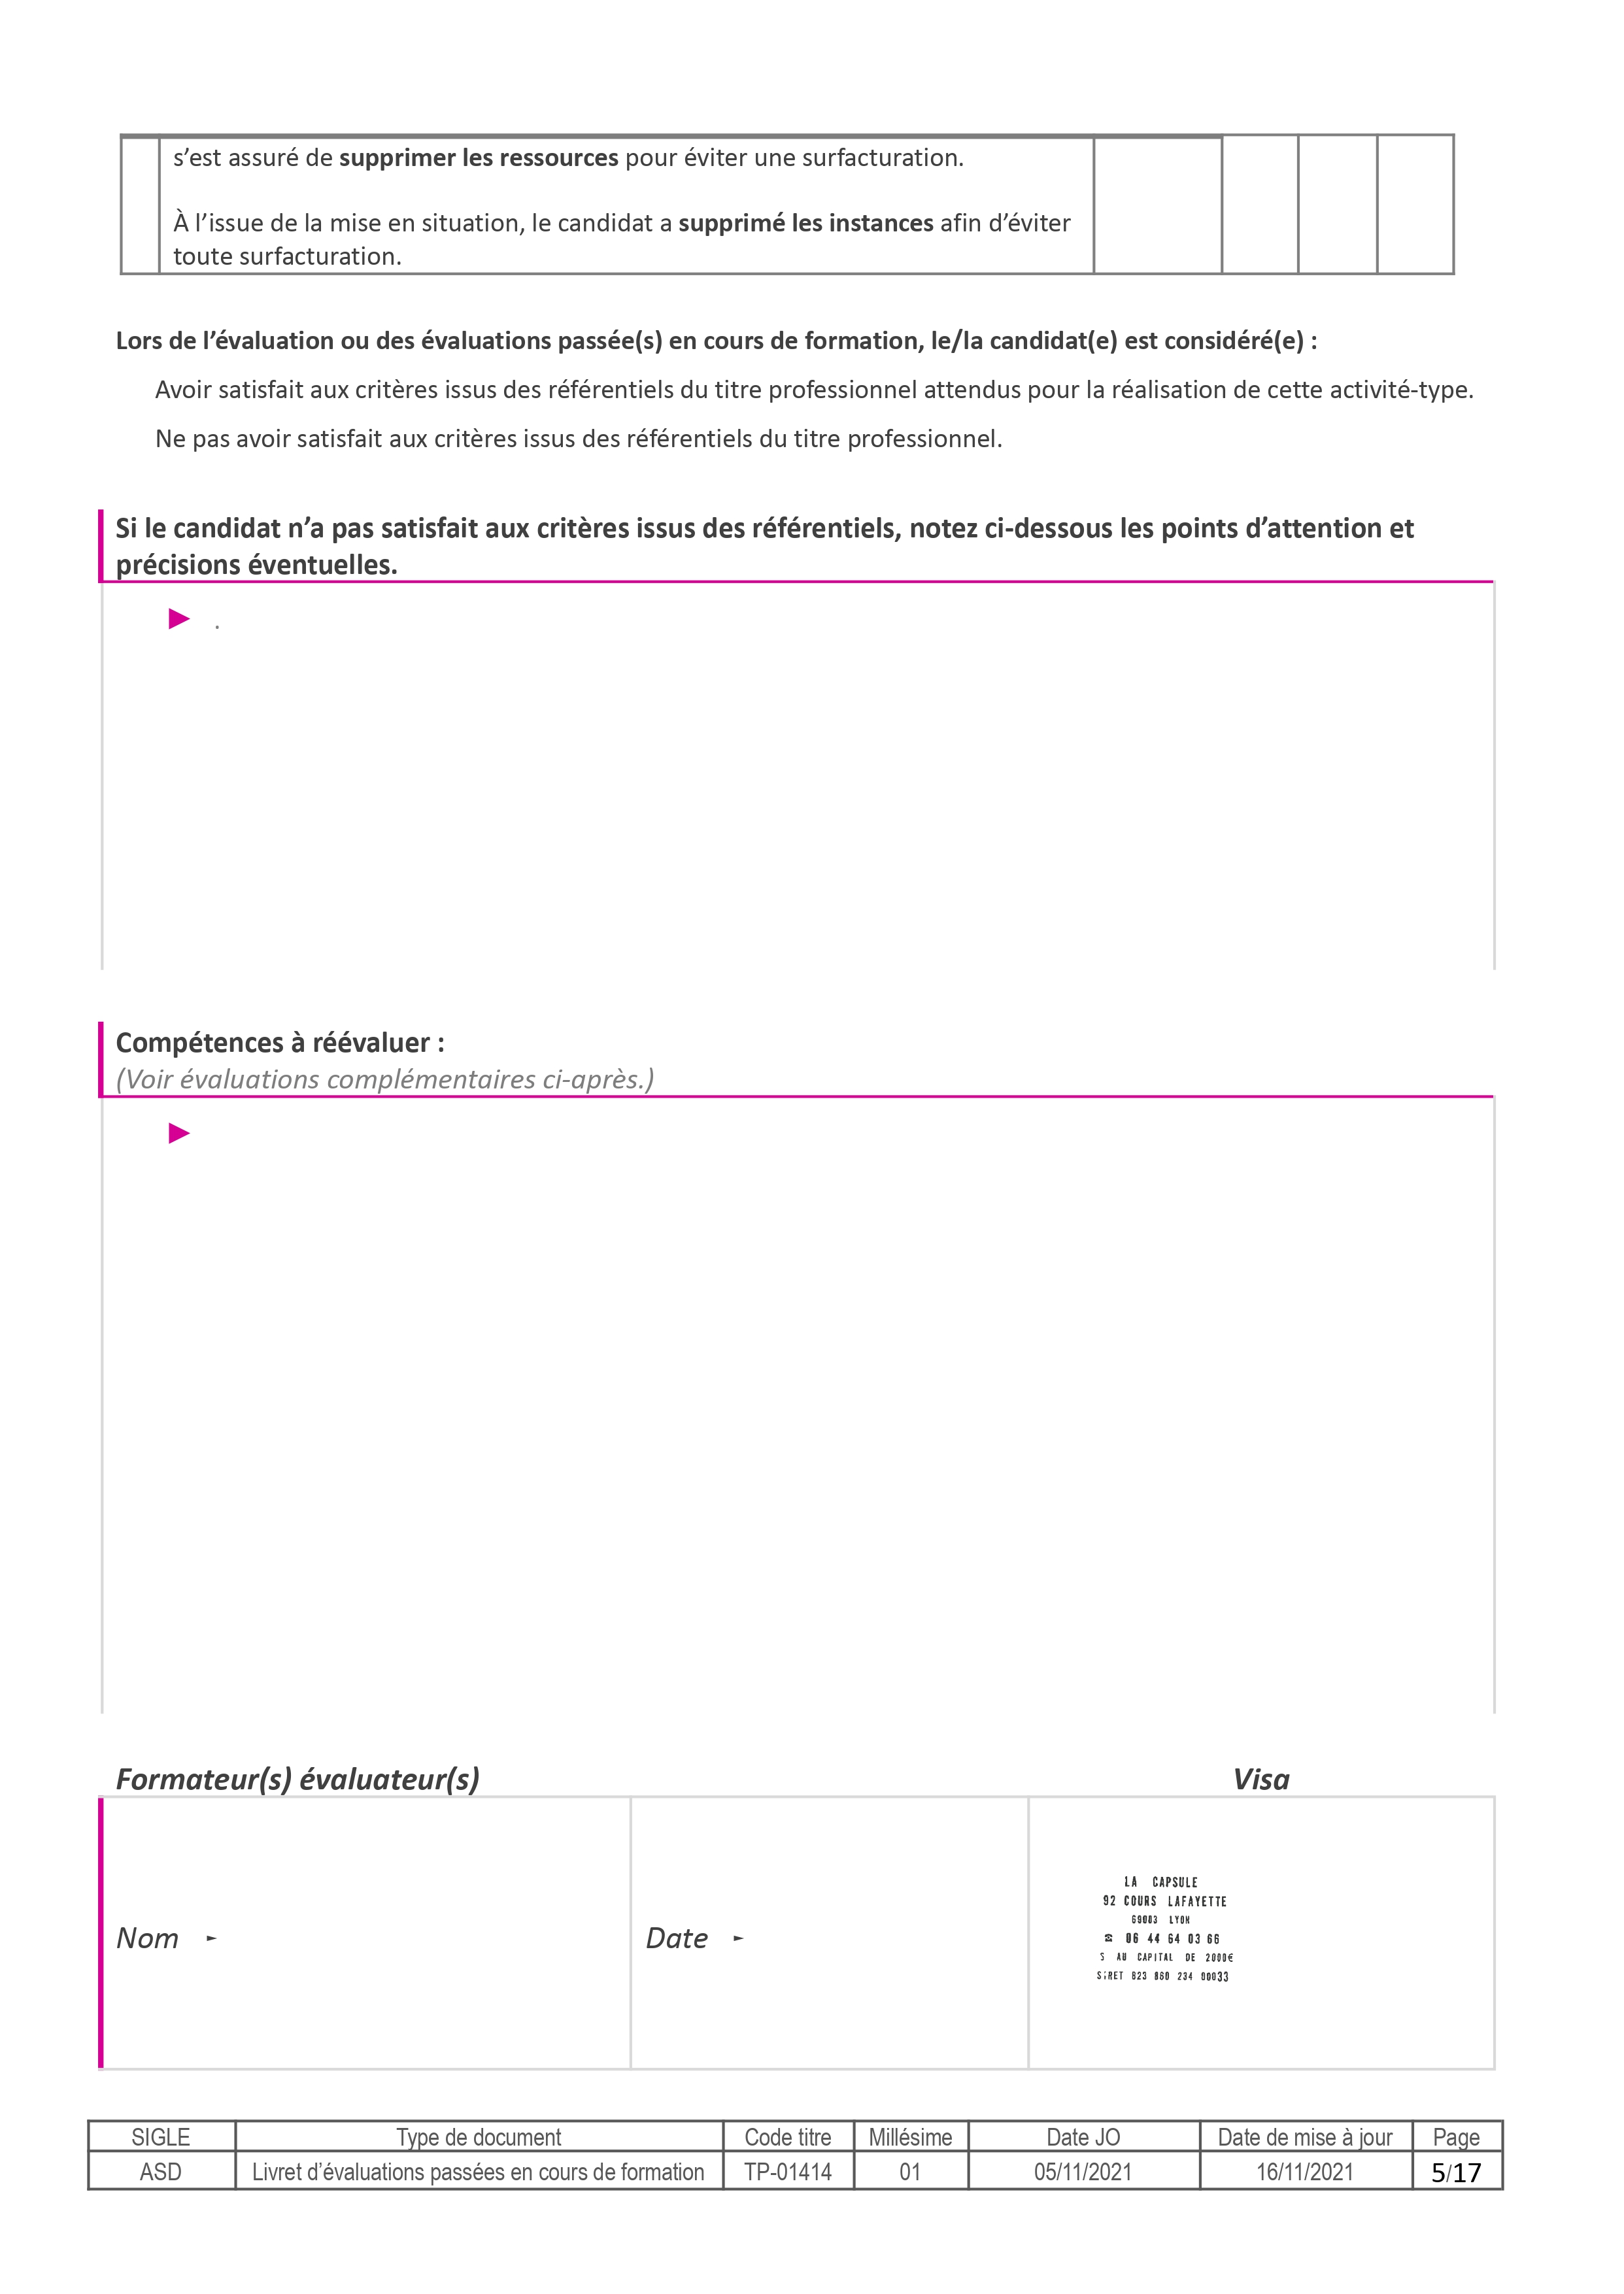 s’est assuré de supprimer les ressources pour éviter une surfacturation.
À l’issue de la mise en situation, le candidat a supprimé les instances afin d’éviter
toute surfacturation.
Lors de l’évaluation ou des évaluations passée(s) en cours de formation, le/la candidat(e) est considéré(e) :
Avoir satisfait aux critères issus des référentiels du titre professionnel attendus pour la réalisation de cette activité-type.
Ne pas avoir satisfait aux critères issus des référentiels du titre professionnel.
Si le candidat n’a pas satisfait aux critères issus des référentiels, notez ci-dessous les points d’attention et
précisions éventuelles.
► .
Compétences à réévaluer :
(Voir évaluations complémentaires ci-après.)
►
Formateur(s) évaluateur(s) Visa
Nom ► Date ►
LA CAPSULE
92 COURS LAFAYETTE
69003 LYON
☎ 06 44 64 03 66
S AU CAPITAL DE 2000€
SIRET 823 860 234 00033
SIGLE Type de document Code titre Millésime Date JO Date de mise à jour Page
ASD Livret d’évaluations passées en cours de formation TP-01414 01 05/11/2021 16/11/2021 5/17